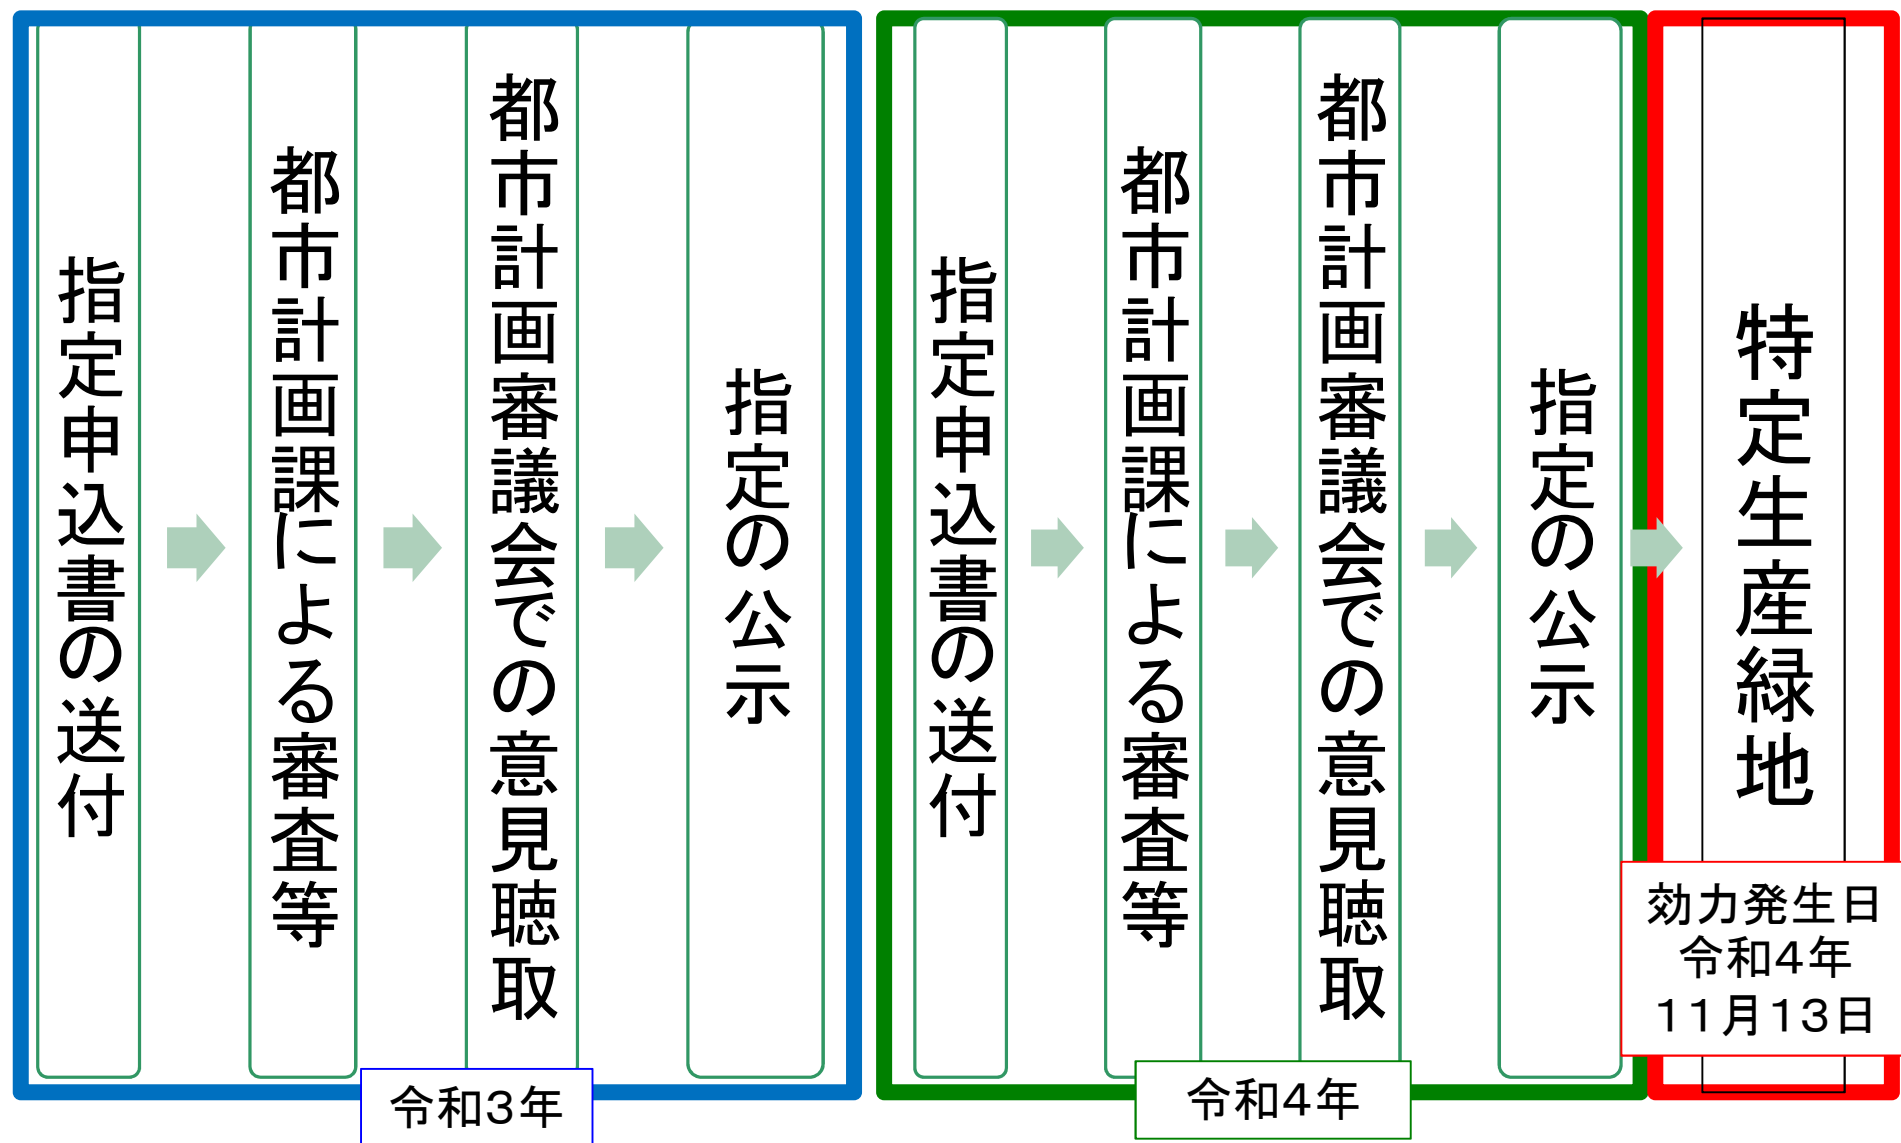 指定申込書の送付
都市計画課による審査等
都市計画審議会での意見聴取
指定の公示
令和3年
指定申込書の送付
都市計画課による審査等
都市計画審議会での意見聴取
指定の公示
令和4年
特定生産緑地
効力発生日
令和4年
11月13日